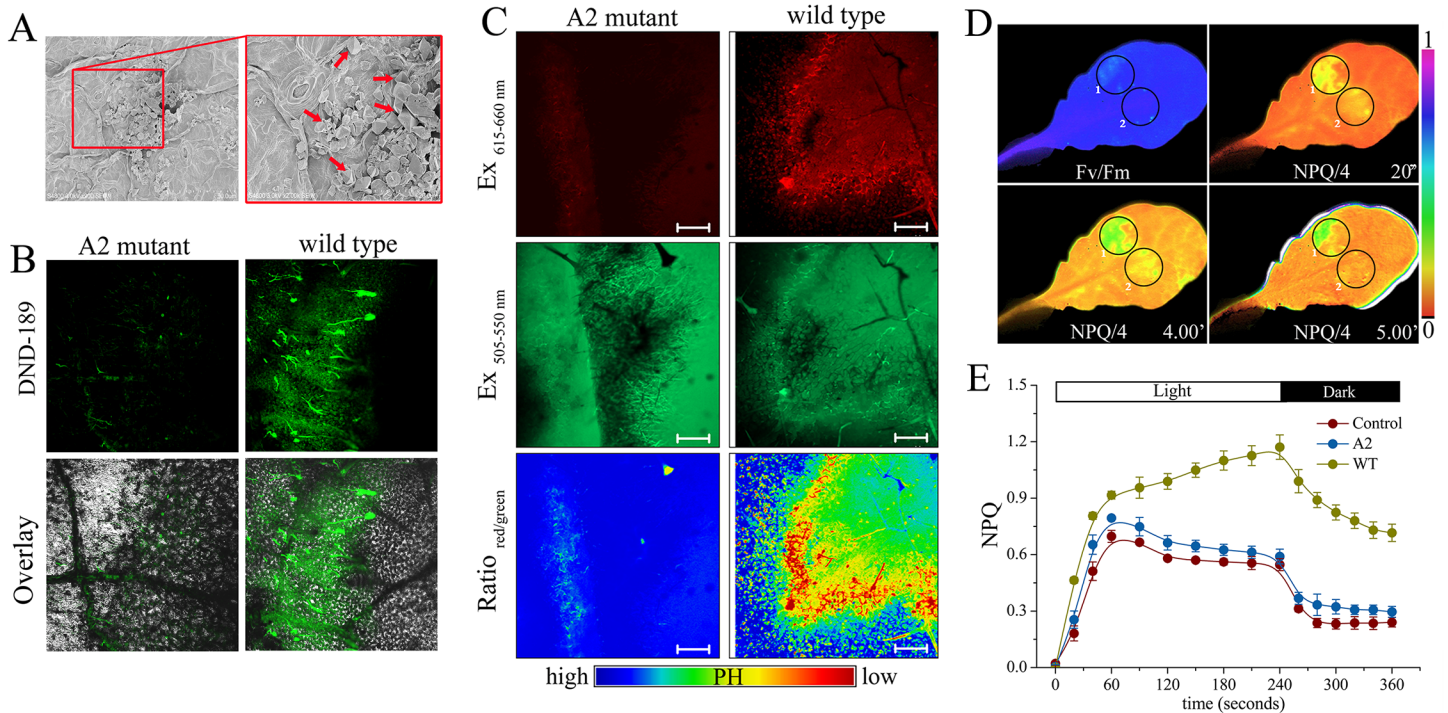 A
B
A2 mutant
wild type
DND-189
Overlay
C
A2 mutant
wild type
Ex 615-660 nm
Ex 505-550 nm
Ratio red/green
high
PH
low
D
1
2
Fv/Fm
1
2
NPQ/4
20”
1
2
NPQ/4
4.00’
1
2
NPQ/4
5.00’
1
0
E
Light
Dark
Control
A2
WT
NPQ
1.5
1.2
0.9
0.6
0.3
0.0
0 60 120 180 240 300 360
time (seconds)